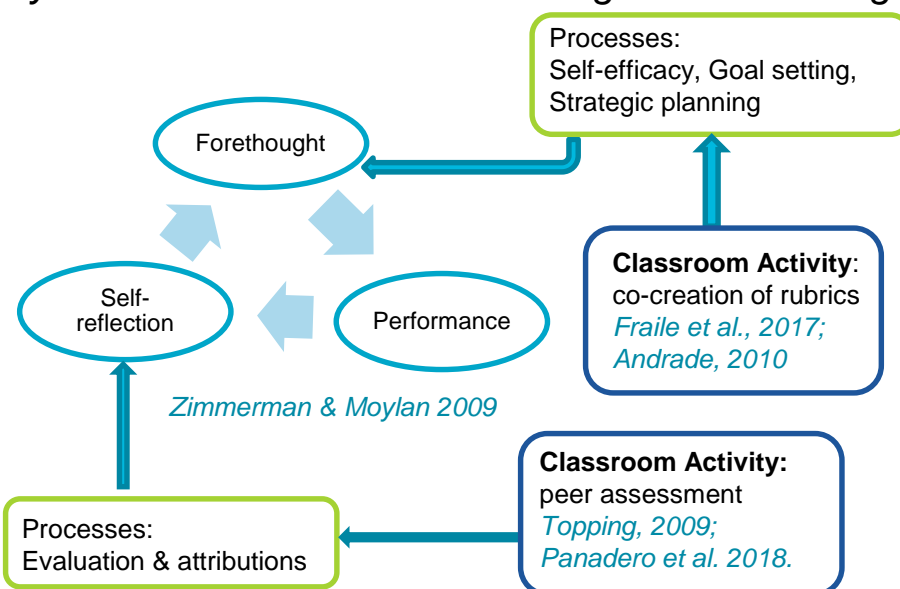 Processes:
Self-efficacy, Goal setting,
Strategic planning
Forethought
Classroom Activity:
co-creation of rubrics
Fraile et al., 2017;
Andrade, 2010
Self-
reflection
Performance
Zimmerman & Moylan 2009
Classroom Activity:
peer assessment
Topping, 2009;
Panadero et al. 2018.
Processes:
Evaluation & attributions